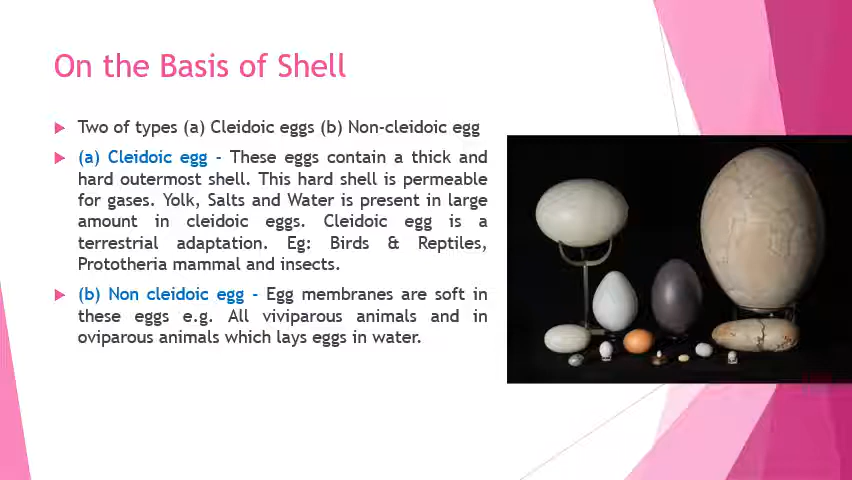 On the Basis of Shell
Two of types (a) Cleidoic eggs (b) Non-cleidoic egg
(a) Cleidoic egg - These eggs contain a thick and
hard outermost shell. This hard shell is permeable
for gases. Yolk, Salts and Water is present in large
amount in cleidoic eggs. Cleidoic egg is a
terrestrial adaptation. Eg: Birds & Reptiles,
Prototheria mammal and insects.
(b) Non cleidoic egg - Egg membranes are soft in
these eggs e.g. All viviparous animals and in
oviparous animals which lays eggs in water.